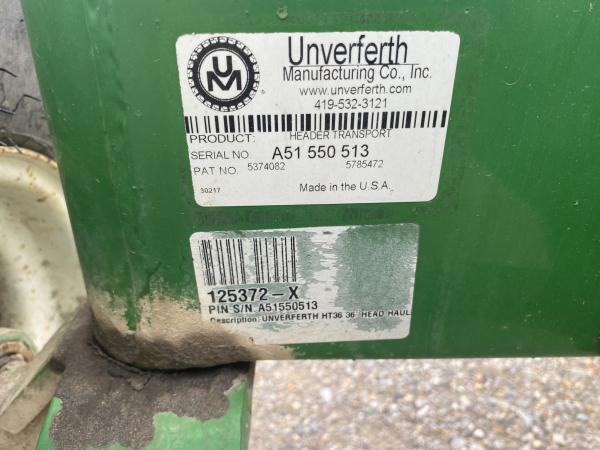 UM
Unverferth
Manufacturing Co., Inc.
www.unverferth.com
419-532-3121
PRODUCT: HEADER TRANSPORT
SERIAL NO. A51 550 513
PAT NO. 5374082 5785472
30217 Made in the U.S.A.
125372-X
PIN S/N A51550513
Description: UNVERFERTH HT36 36' HEAD HAUL